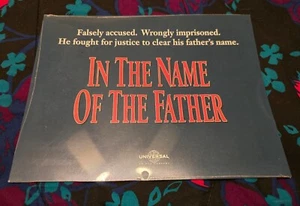 Falsely accused. Wrongly imprisoned.
He fought for justice to clear his father's name.
IN THE NAME
OF THE FATHER
UNIVERSAL